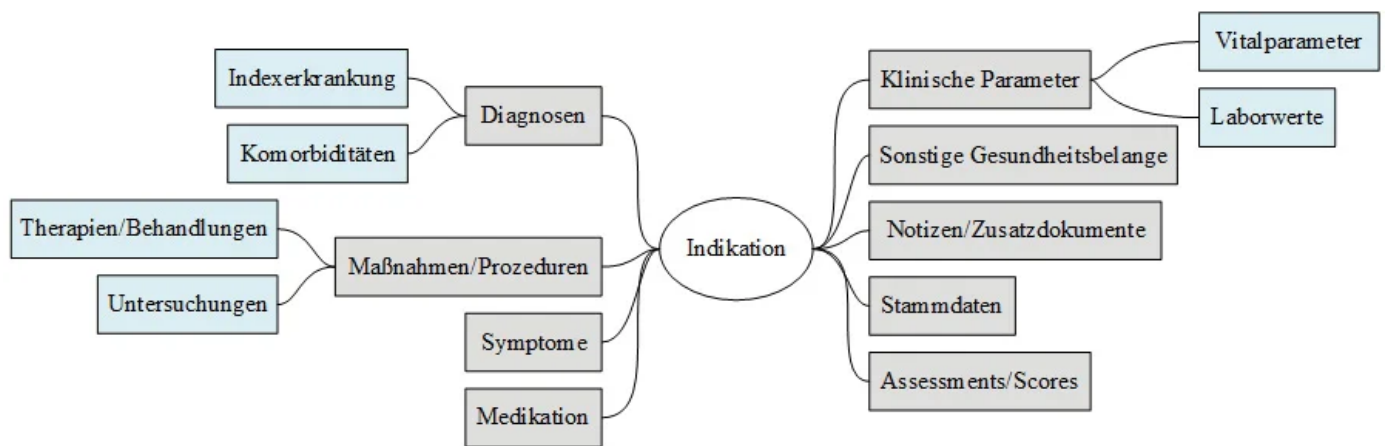 Indexerkrankung
Komorbiditäten
Diagnosen
Therapien/Behandlungen
Untersuchungen
Maßnahmen/Prozeduren
Symptome
Medikation
Indikation
Klinische Parameter
Vitalparameter
Laborwerte
Sonstige Gesundheitsbelange
Notizen/Zusatzdokumente
Stammdaten
Assessments/Scores